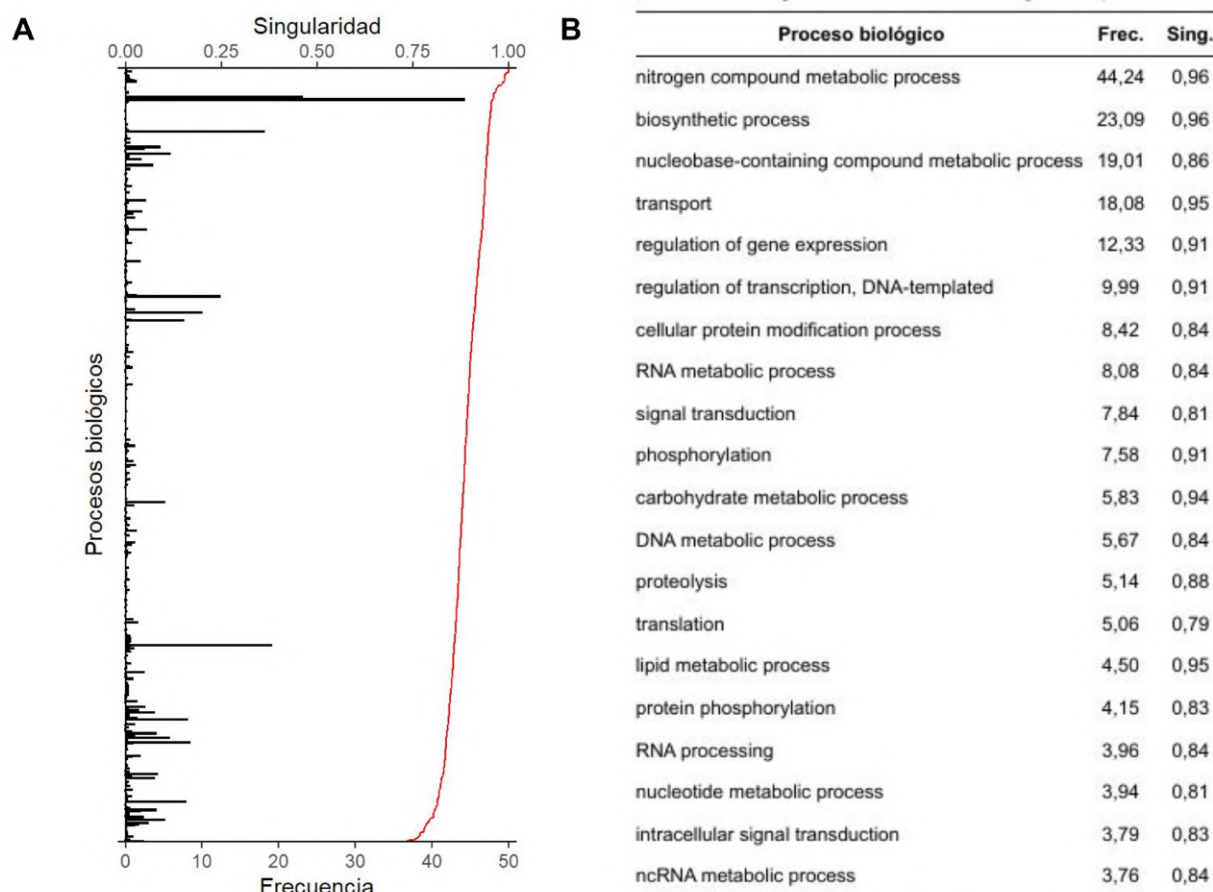 A
Singularidad
0.00 0.25 0.50 0.75 1.00
Procesos biológicos
0 10 20 30 40 50
Frecuencia
B
Proceso biológico Frec. Sing.
nitrogen compound metabolic process 44,24 0,96
biosynthetic process 23,09 0,96
nucleobase-containing compound metabolic process 19,01 0,86
transport 18,08 0,95
regulation of gene expression 12,33 0,91
regulation of transcription, DNA-templated 9,99 0,91
cellular protein modification process 8,42 0,84
RNA metabolic process 8,08 0,84
signal transduction 7,84 0,81
phosphorylation 7,58 0,91
carbohydrate metabolic process 5,83 0,94
DNA metabolic process 5,67 0,84
proteolysis 5,14 0,88
translation 5,06 0,79
lipid metabolic process 4,50 0,95
protein phosphorylation 4,15 0,83
RNA processing 3,96 0,84
nucleotide metabolic process 3,94 0,81
intracellular signal transduction 3,79 0,83
ncRNA metabolic process 3,76 0,84